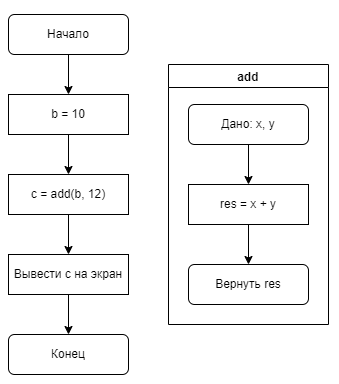 Начало
b = 10
c = add(b, 12)
Вывести c на экран
Конец
add
Дано: x, y
res = x + y
Вернуть res